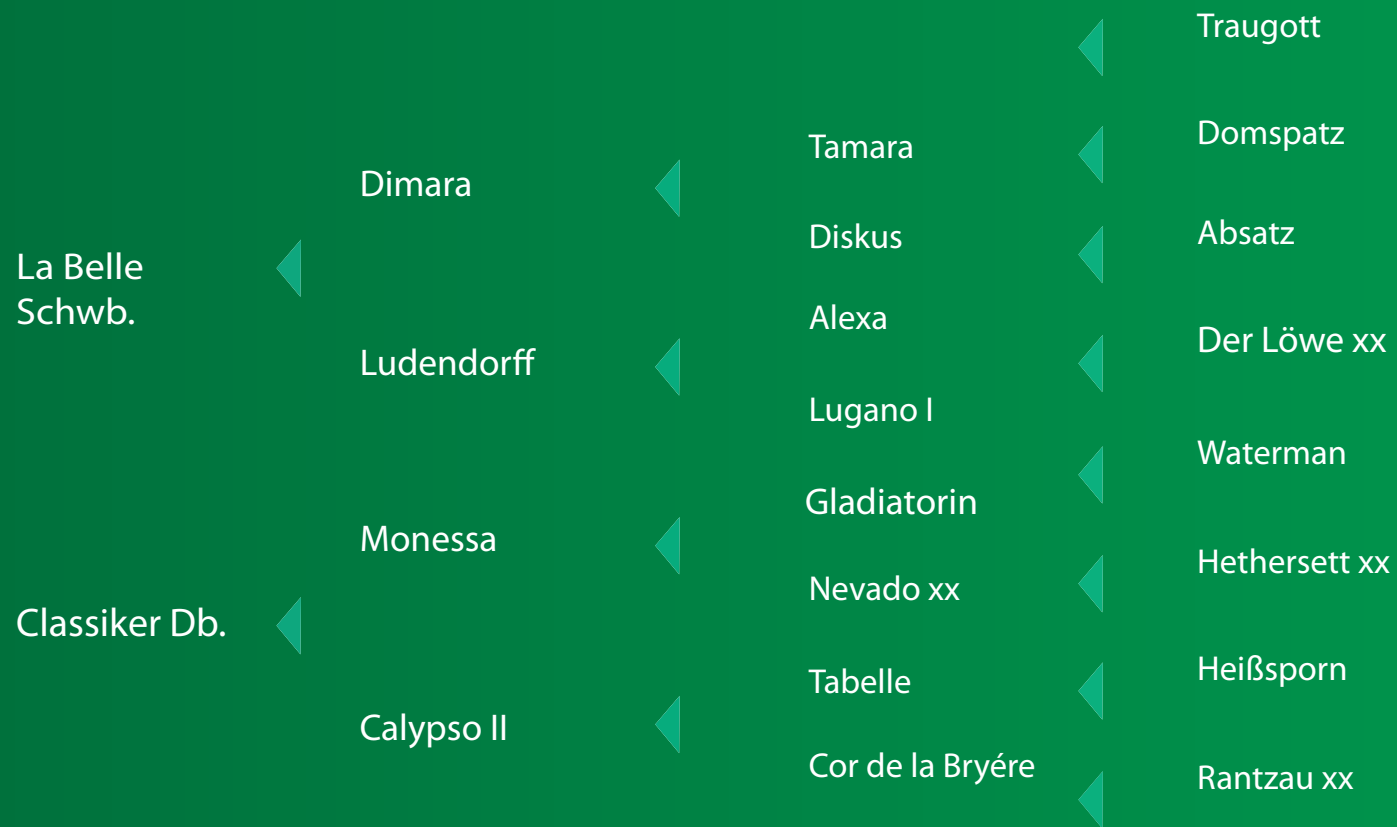 La Belle
Schwb.
Classiker Db.
Dimara
Ludendorff
Monessa
Calypso II
Tamara
Diskus
Alexa
Lugano I
Gladiatorin
Nevado xx
Tabelle
Cor de la Bryére
Traugott
Domspatz
Absatz
Der Löwe xx
Waterman
Hethersett xx
Heißsporn
Rantzau xx